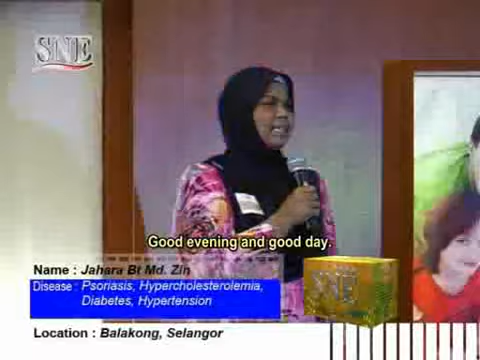 SNE
Good evening and good day.
Name : Jahara Bt Md. Zin
Disease : Psoriasis, Hypercholesterolemia,
Diabetes, Hypertension
SNE
Location : Balakong, Selangor